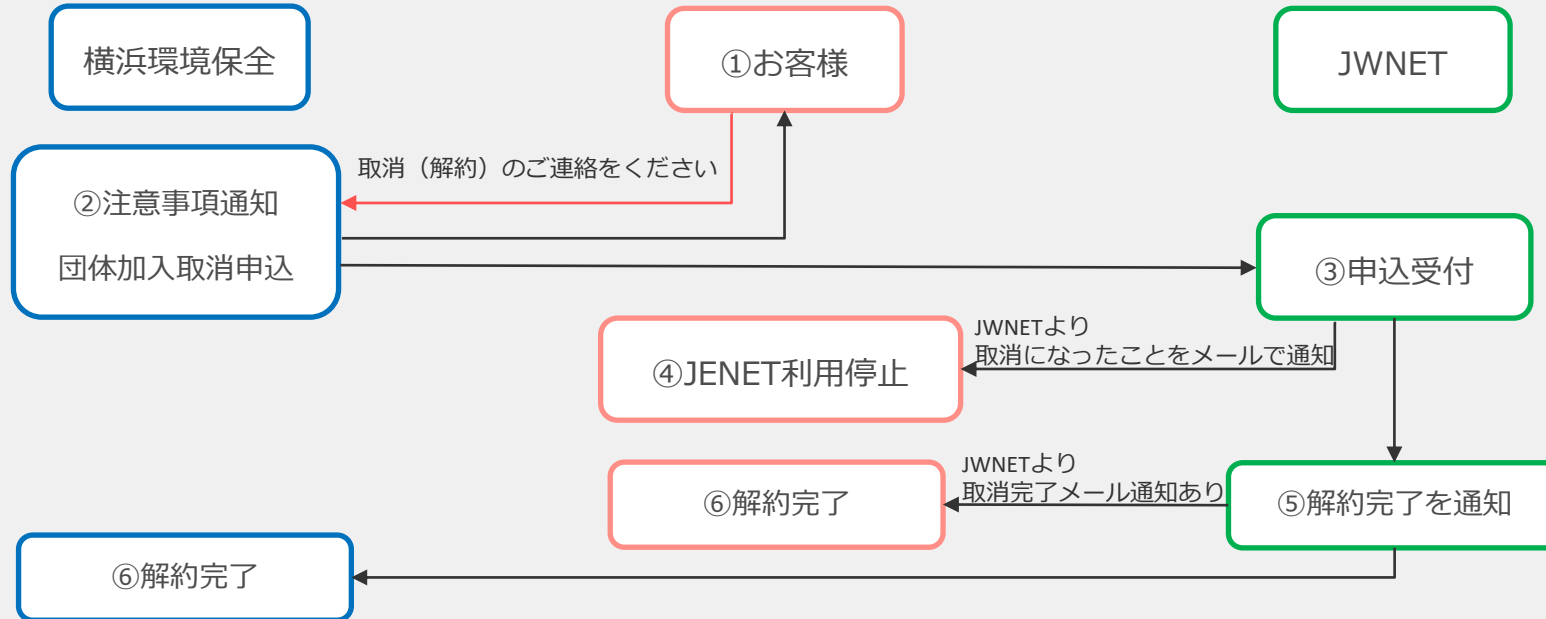 横浜環境保全
①お客様
JWNET
取消（解約）のご連絡をください
②注意事項通知
団体加入取消申込
③申込受付
JWNETより
取消になったことをメールで通知
④JENET利用停止
JWNETより
取消完了メール通知あり
⑥解約完了
⑤解約完了を通知
⑥解約完了